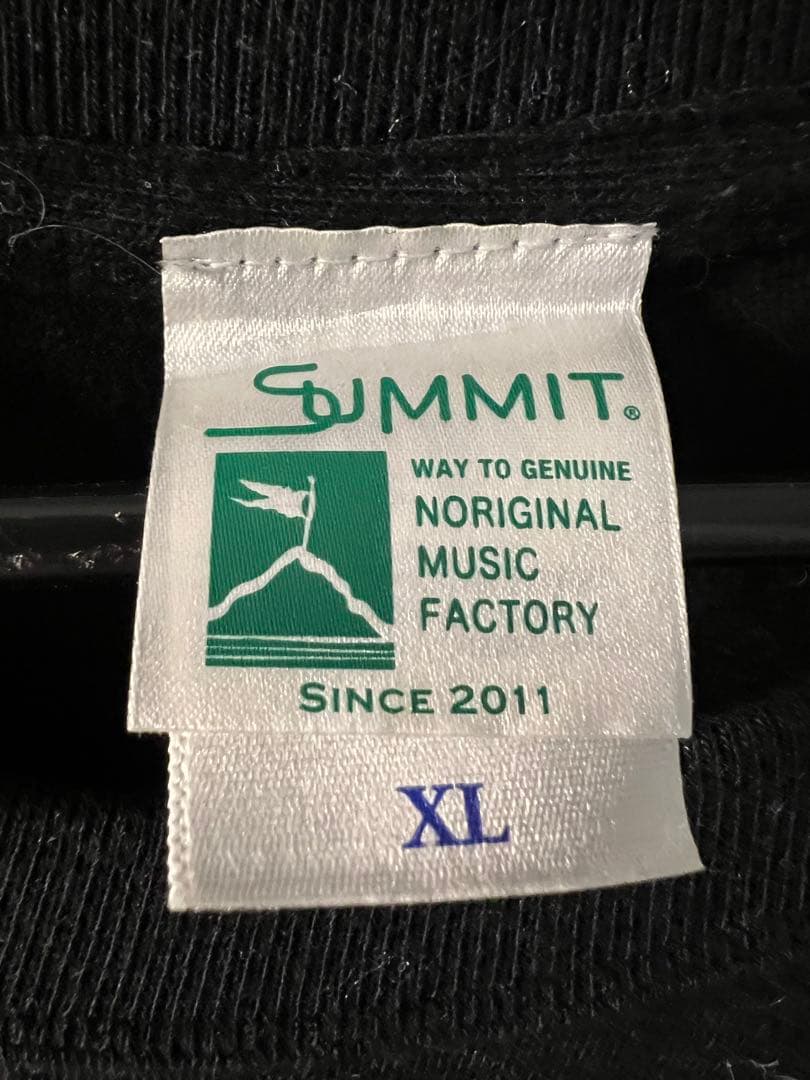 SUMMIT®
WAY TO GENUINE
NORIGINAL
MUSIC
FACTORY
SINCE 2011
XL